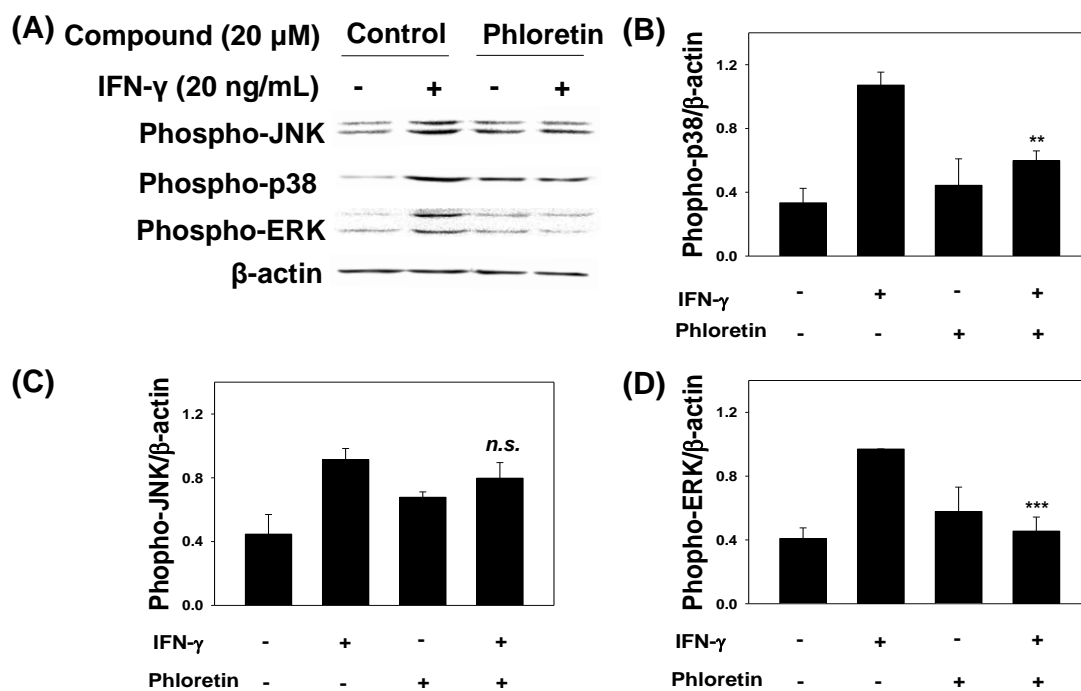 (A)
Compound (20 µM) Control Phloretin
IFN-γ (20 ng/mL) - + - +
Phospho-JNK
Phospho-p38
Phospho-ERK
β-actin
(B)
Phopho-p38/β-actin
1.2
0.8
0.4
0.0
**
IFN-γ - + - +
Phloretin - - + +
(C)
Phopho-JNK/β-actin
1.2
0.8
0.4
0.0
n.s.
IFN-γ - + - +
Phloretin - - + +
(D)
Phopho-ERK/β-actin
1.2
0.8
0.4
0.0
***
IFN-γ - + - +
Phloretin - - + +